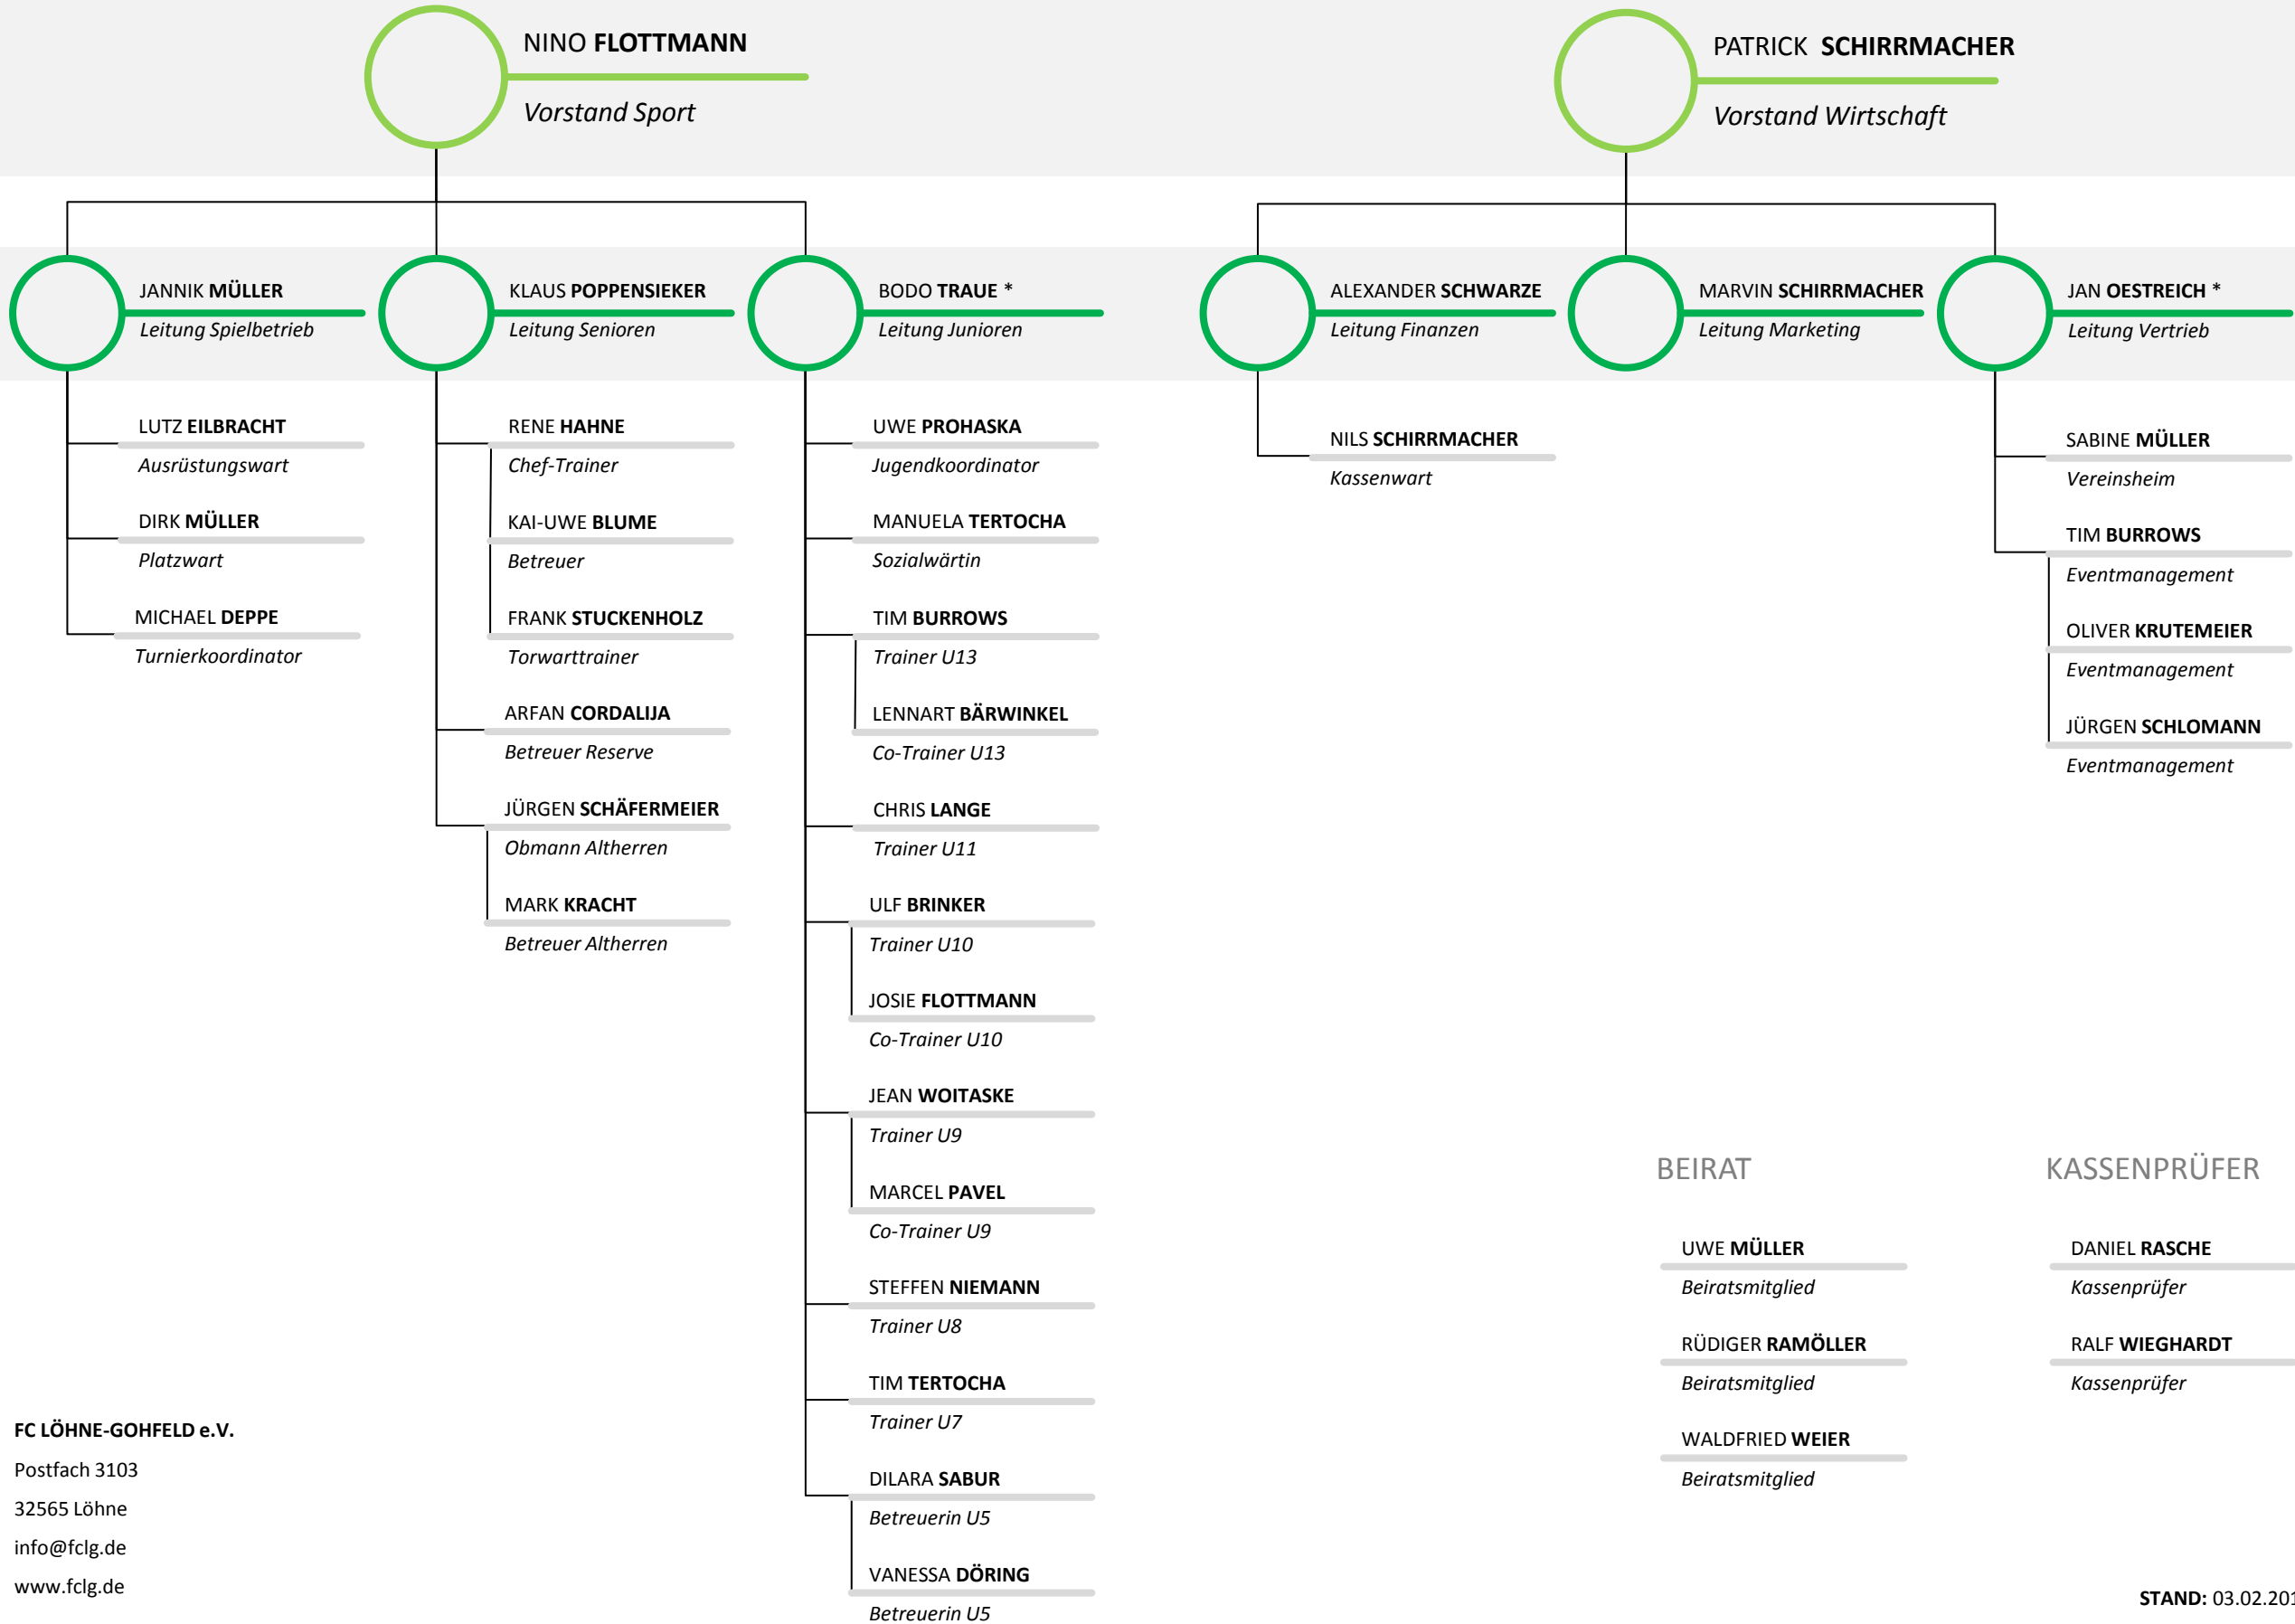 NINO FLOTTMANN
Vorstand Sport
PATRICK SCHIRRMACHER
Vorstand Wirtschaft
JANNIK MÜLLER
Leitung Spielbetrieb
KLAUS POPPENSIEKER
Leitung Senioren
BODO TRAUE *
Leitung Junioren
ALEXANDER SCHWARZE
Leitung Finanzen
MARVIN SCHIRRMACHER
Leitung Marketing
JAN OESTREICH *
Leitung Vertrieb
LUTZ EILBRACHT
Ausrüstungswart
DIRK MÜLLER
Platzwart
MICHAEL DEPPE
Turnierkoordinator
RENE HAHNE
Chef-Trainer
KAI-UWE BLUME
Betreuer
FRANK STUCKENHOLZ
Torwarttrainer
ARFAN CORDALIJA
Betreuer Reserve
JÜRGEN SCHÄFERMEIER
Obmann Altherren
MARK KRACHT
Betreuer Altherren
UWE PROHASKA
Jugendkoordinator
MANUELA TERTOCHA
Sozialwärtin
TIM BURROWS
Trainer U13
LENNART BÄRWINKEL
Co-Trainer U13
CHRIS LANGE
Trainer U11
ULF BRINKER
Trainer U10
JOSIE FLOTTMANN
Co-Trainer U10
JEAN WOITASKE
Trainer U9
MARCEL PAVEL
Co-Trainer U9
STEFFEN NIEMANN
Trainer U8
TIM TERTOCHA
Trainer U7
DILARA SABUR
Betreuerin U5
VANESSA DÖRING
Betreuerin U5
NILS SCHIRRMACHER
Kassenwart
SABINE MÜLLER
Vereinsheim
TIM BURROWS
Eventmanagement
OLIVER KRUTEMEIER
Eventmanagement
JÜRGEN SCHLOMANN
Eventmanagement
BEIRAT
UWE MÜLLER
Beiratsmitglied
RÜDIGER RAMÖLLER
Beiratsmitglied
WALDFRIED WEIER
Beiratsmitglied
KASSENPRÜFER
DANIEL RASCHE
Kassenprüfer
RALF WIEGHARDT
Kassenprüfer
FC LÖHNE-GOHFELD e.V.
Postfach 3103
32565 Löhne
info@fclg.de
www.fclg.de
STAND: 03.02.201